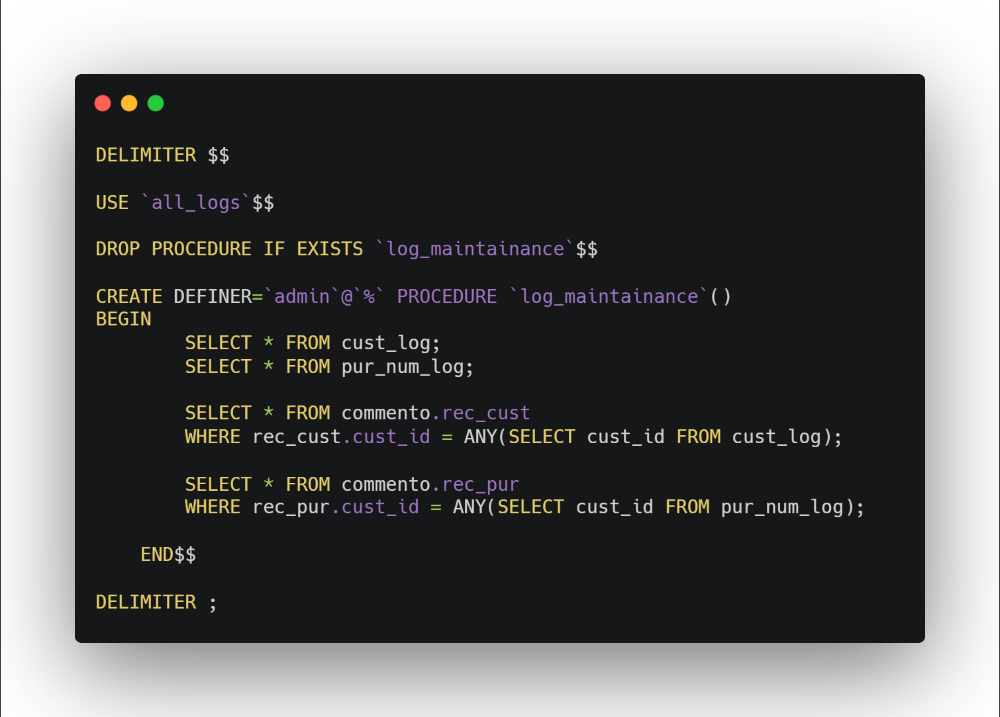 DELIMITER $$
USE `all_logs`$$
DROP PROCEDURE IF EXISTS `log_maintainance`$$
CREATE DEFINER=`admin`@`%` PROCEDURE `log_maintainance`()
BEGIN
SELECT * FROM cust_log;
SELECT * FROM pur_num_log;
SELECT * FROM commento.rec_cust
WHERE rec_cust.cust_id = ANY(SELECT cust_id FROM cust_log);
SELECT * FROM commento.rec_pur
WHERE rec_pur.cust_id = ANY(SELECT cust_id FROM pur_num_log);
END$$
DELIMITER ;